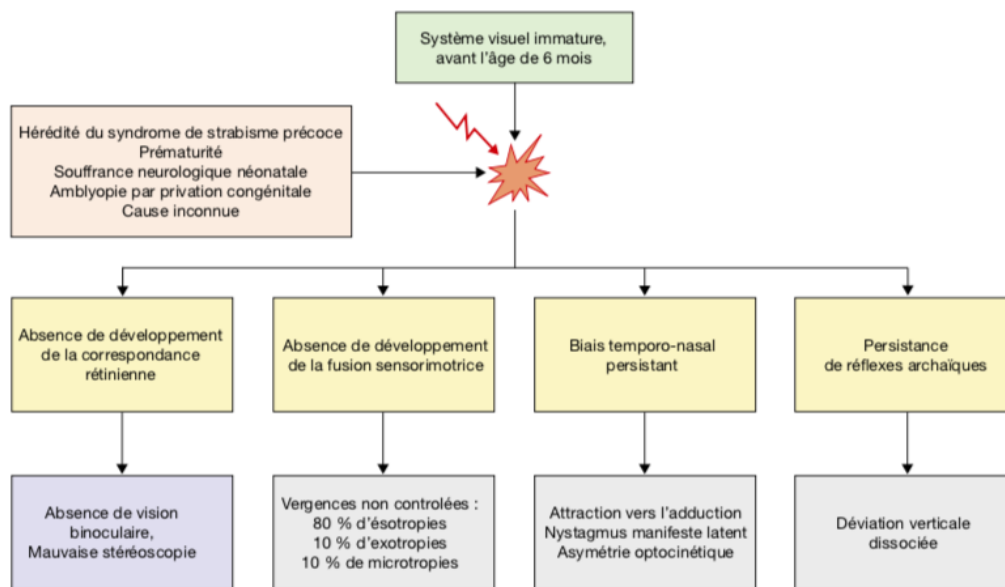 Système visuel immature,
avant l'âge de 6 mois
Hérédité du syndrome de strabisme précoce
Prématurité
Souffrance neurologique néonatale
Amblyopie par privation congénitale
Cause inconnue
Absence de développement
de la correspondance
rétinienne
Absence de développement
de la fusion sensorimotrice
Biais temporo-nasal
persistant
Persistance
de réflexes archaïques
Absence de vision
binoculaire,
Mauvaise stéréoscopie
Vergences non controlées :
80 % d'ésotropies
10 % d'exotropies
10 % de microtropies
Attraction vers l'adduction
Nystagmus manifeste latent
Asymétrie optocinétique
Déviation verticale
dissociée